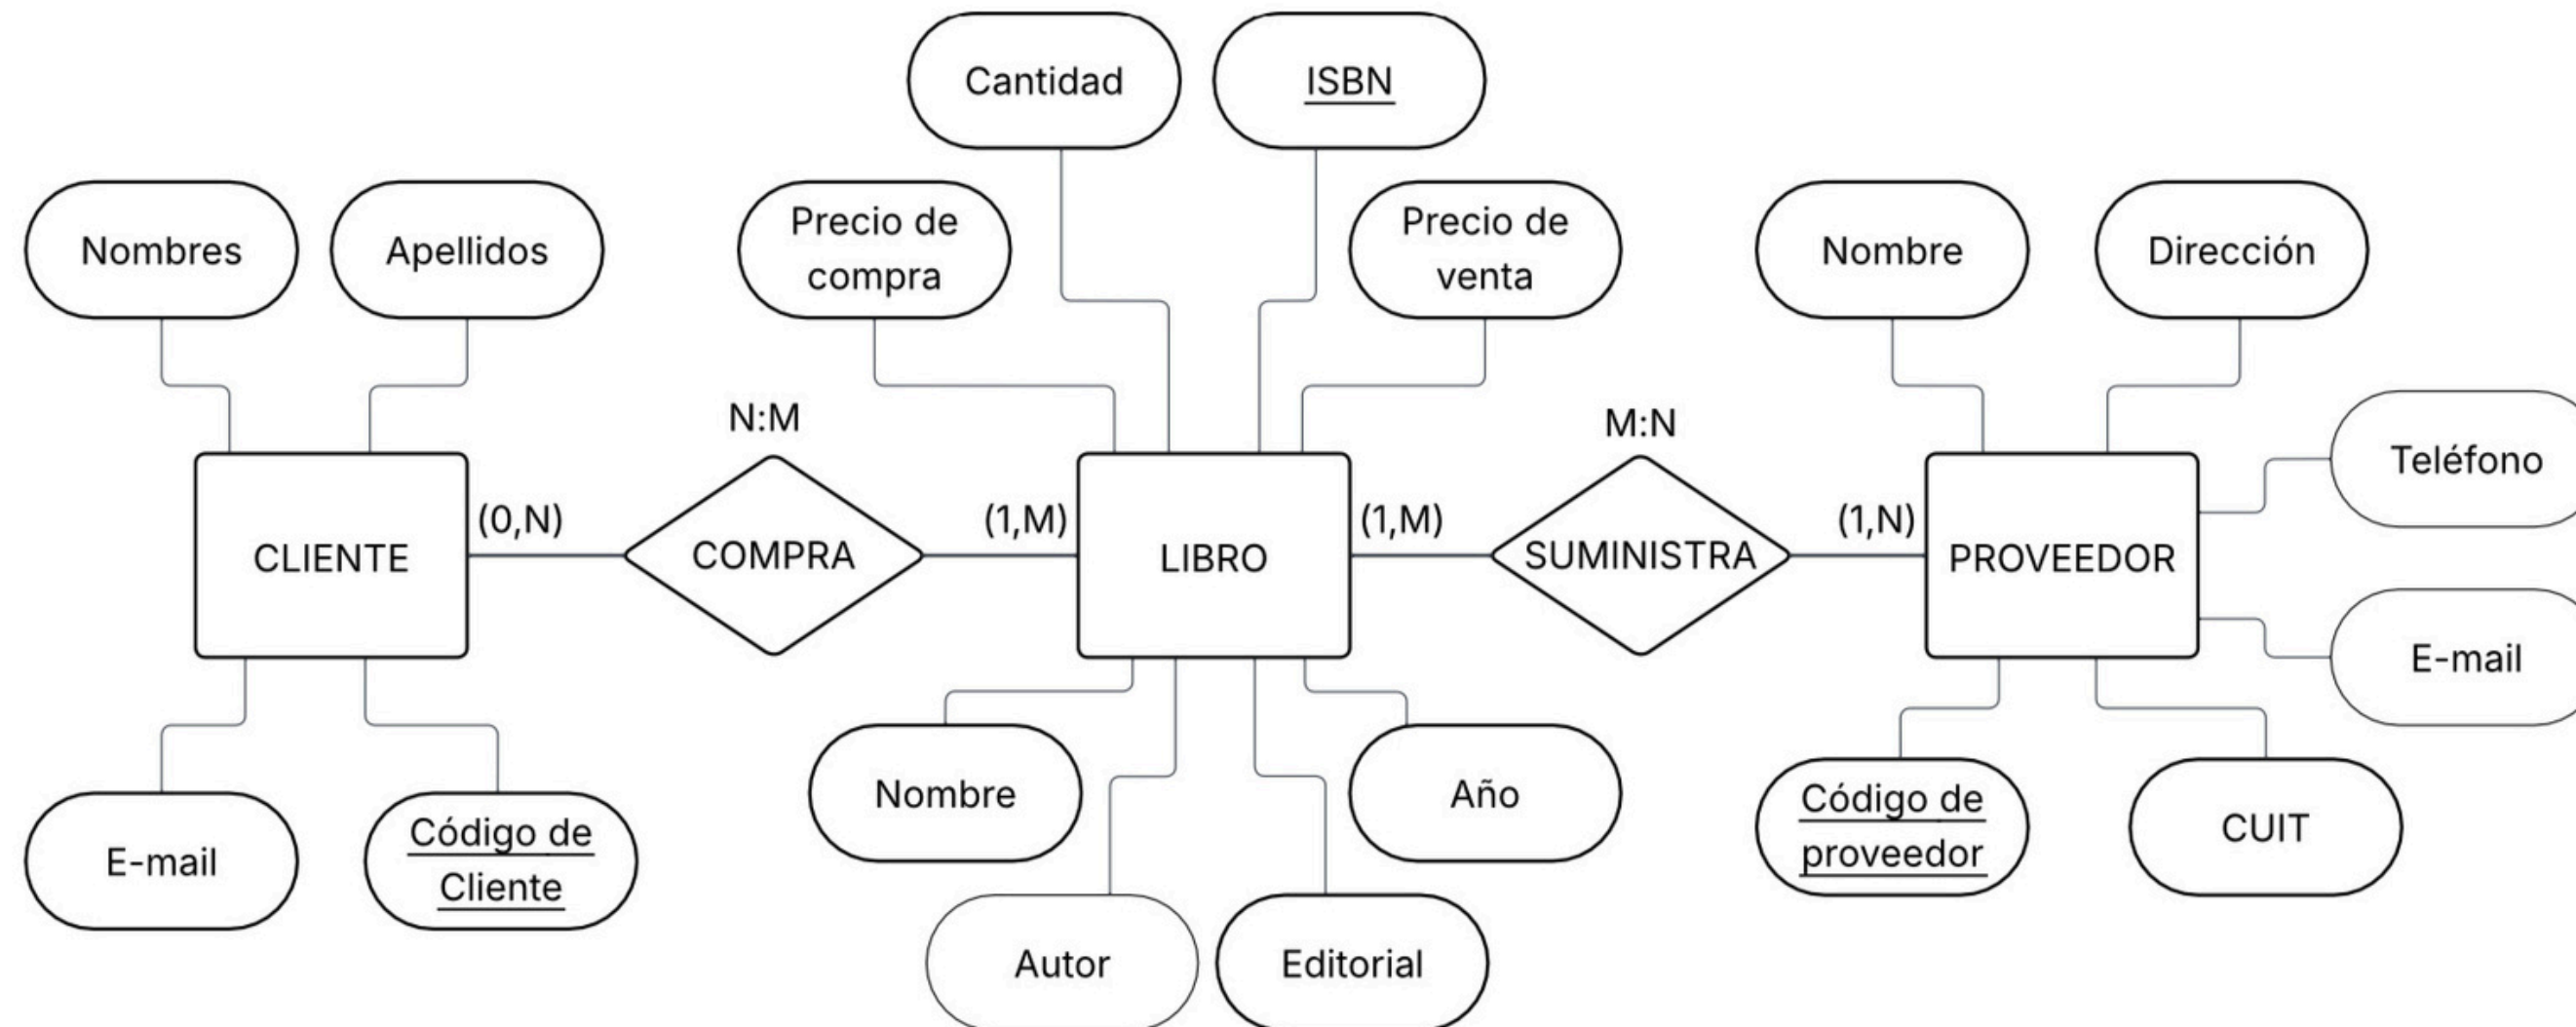 Cantidad
ISBN
Nombres
Apellidos
Precio de
compra
Precio de
venta
Nombre
Dirección
N:M
M:N
Teléfono
CLIENTE
(0,N)
COMPRA
(1,M)
LIBRO
(1,M)
SUMINISTRA
(1,N)
PROVEEDOR
E-mail
Nombre
Año
Código de
proveedor
CUIT
E-mail
Código de
Cliente
Autor
Editorial